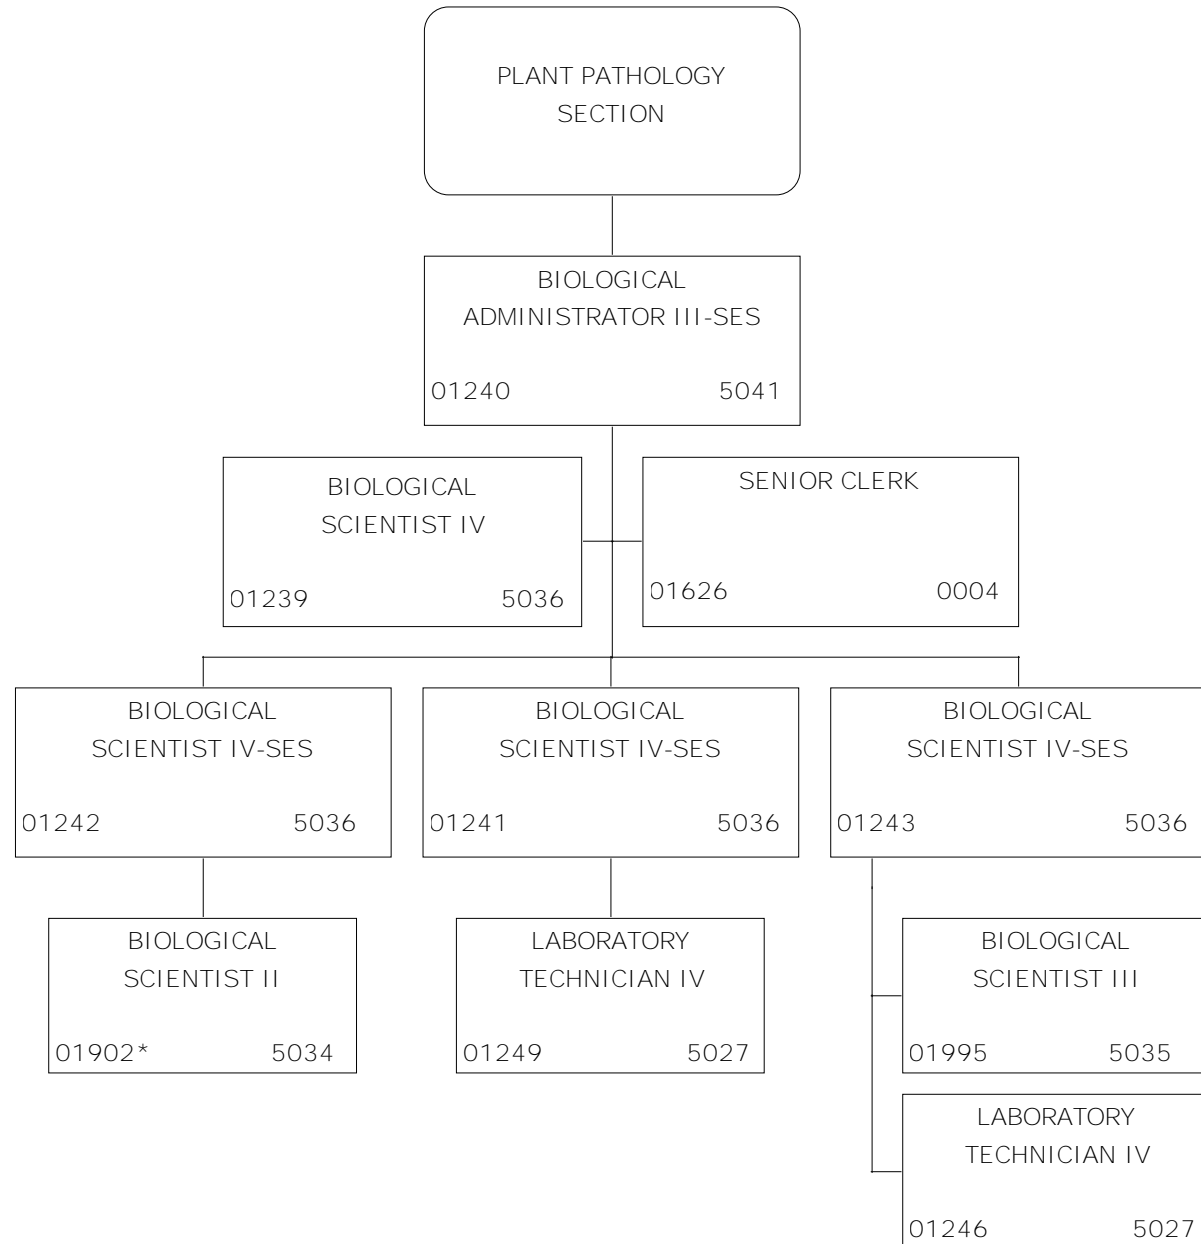 PLANT PATHOLOGY
SECTION
BIOLOGICAL
ADMINISTRATOR III-SES
01240 5041
BIOLOGICAL
SCIENTIST IV
01239 5036
SENIOR CLERK
01626 0004
BIOLOGICAL
SCIENTIST IV-SES
01242 5036
BIOLOGICAL
SCIENTIST IV-SES
01241 5036
BIOLOGICAL
SCIENTIST IV-SES
01243 5036
BIOLOGICAL
SCIENTIST II
01902* 5034
LABORATORY
TECHNICIAN IV
01249 5027
BIOLOGICAL
SCIENTIST III
01995 5035
LABORATORY
TECHNICIAN IV
01246 5027